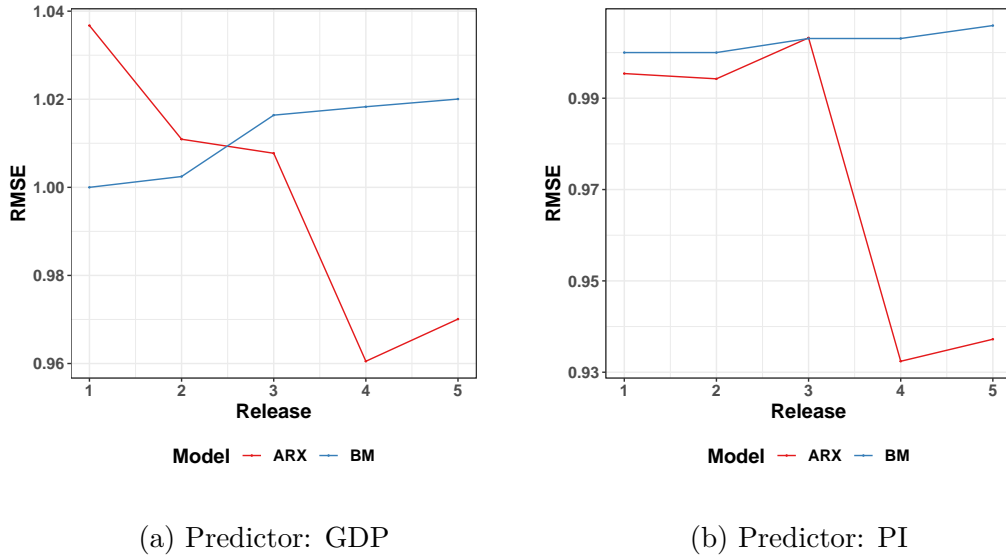 1.04
1.02
1.00
0.98
0.96
RMSE
1 2 3 4 5
Release
Model ARX BM
(a) Predictor: GDP
0.99
0.97
0.95
0.93
RMSE
1 2 3 4 5
Release
Model ARX BM
(b) Predictor: PI